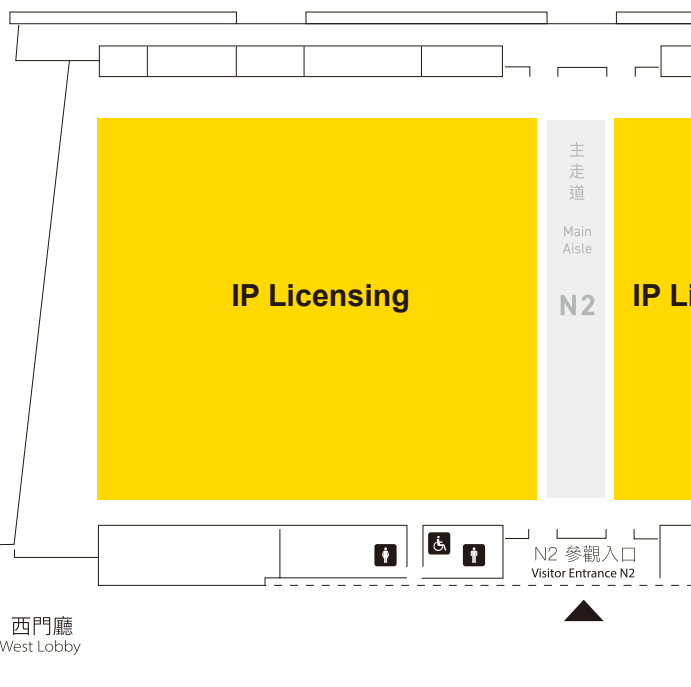 主
走
道
Main
Aisle
N2
IP Licensing
IP Li
N2 參觀入口
Visitor Entrance N2
西門廳
West Lobby